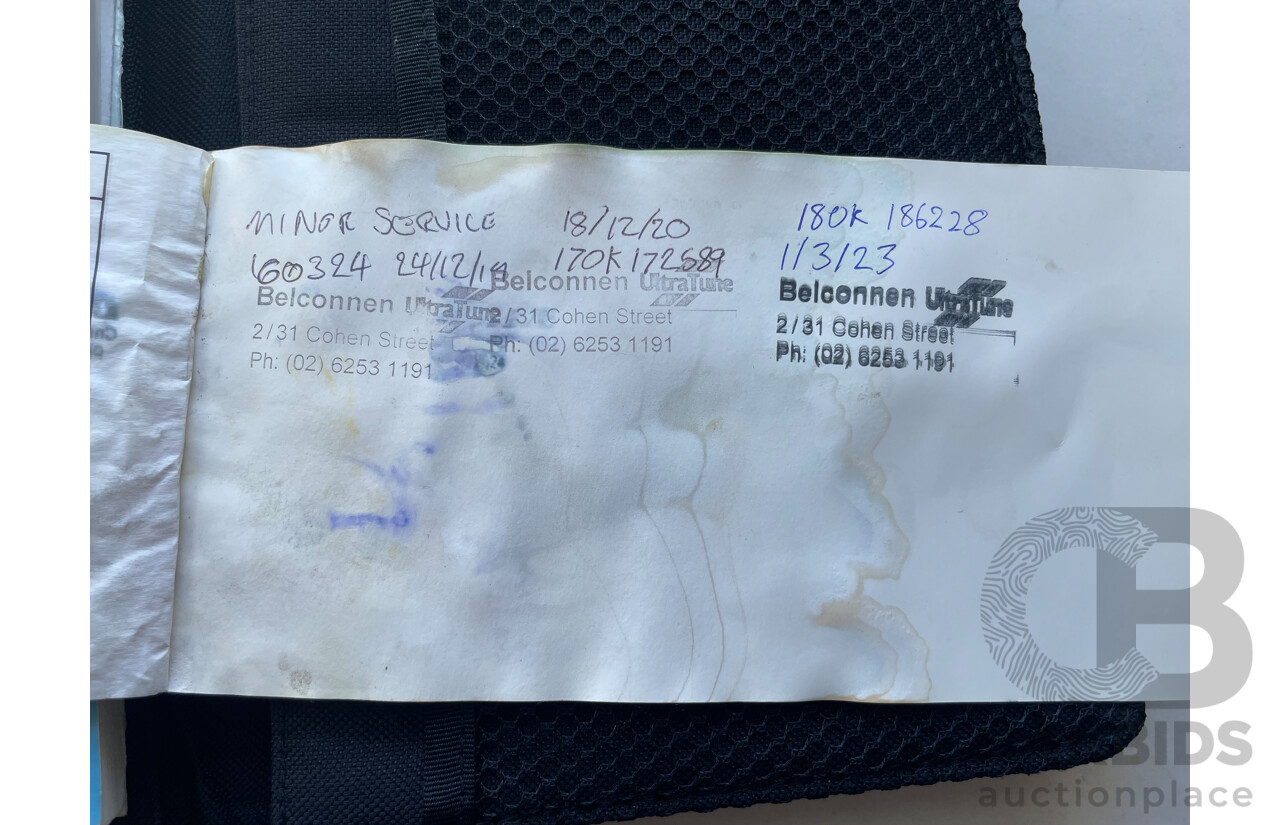 MINOR SERVICE
160324 24/12/19
Belconnen UltraTune
2/31 Cohen Street
Ph: (02) 6253 1191
18/12/20
170K 172589
Belconnen UltraTune
2/31 Cohen Street
Ph: (02) 6253 1191
180K 186228
1/3/23
Belconnen UltraTune
2/31 Cohen Street
Ph: (02) 6253 1191
BIDS
auctionplace